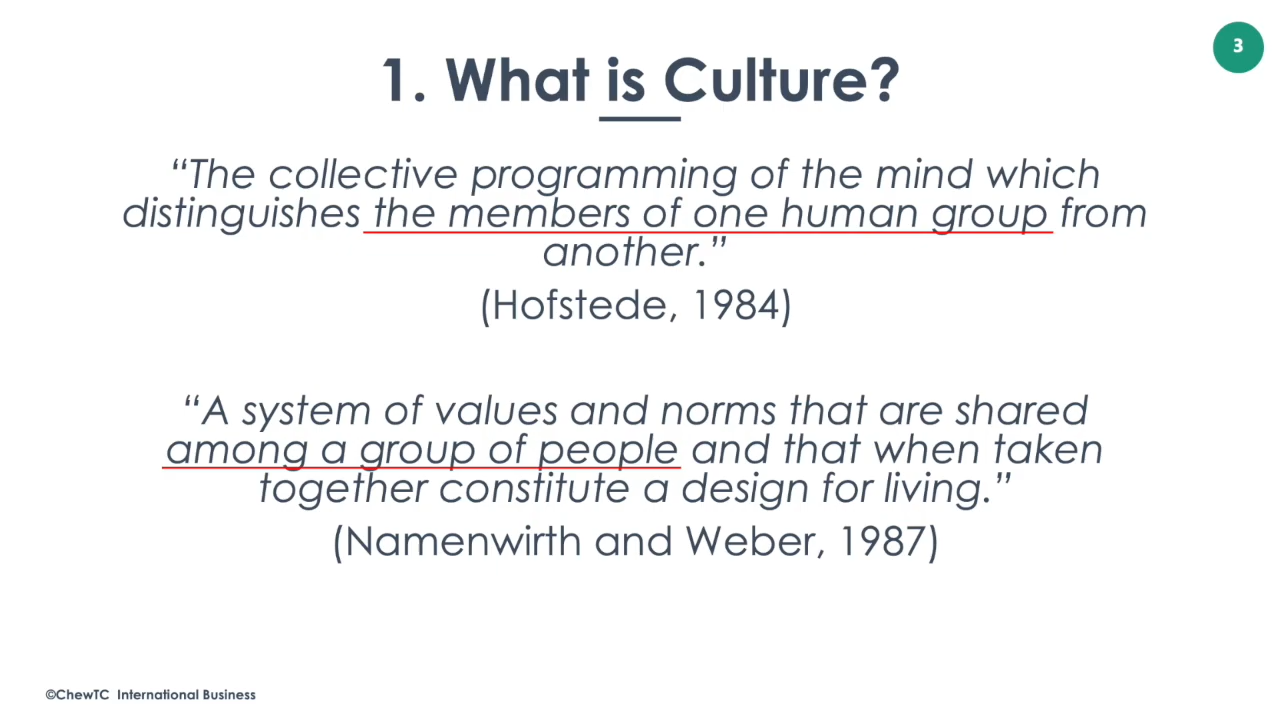 3
1. What is Culture?
“The collective programming of the mind which
distinguishes the members of one human group from
another.”
(Hofstede, 1984)
“A system of values and norms that are shared
among a group of people and that when taken
together constitute a design for living.”
(Namenwirth and Weber, 1987)
©ChewTC International Business